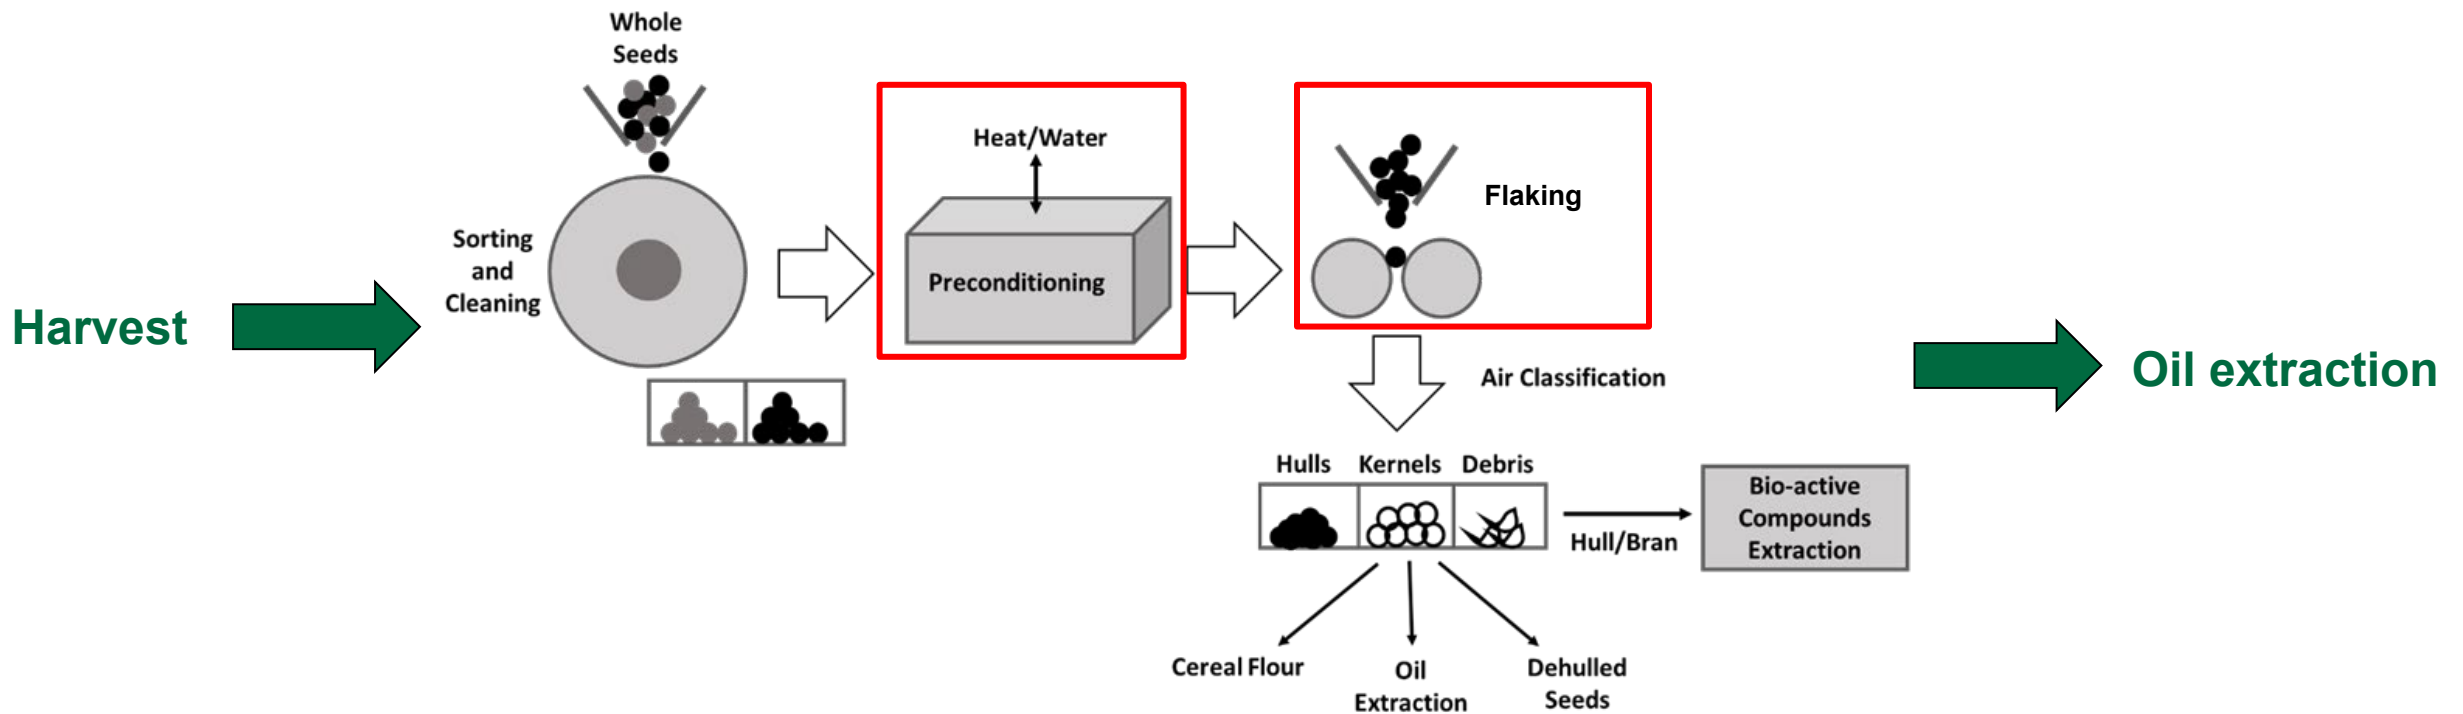 Whole
Seeds
Sorting
and
Cleaning
Harvest
Heat/Water
Preconditioning
Flaking
Air Classification
Hulls Kernels Debris
Hull/Bran
Bio-active
Compounds
Extraction
Cereal Flour
Oil
Extraction
Dehulled
Seeds
Oil extraction